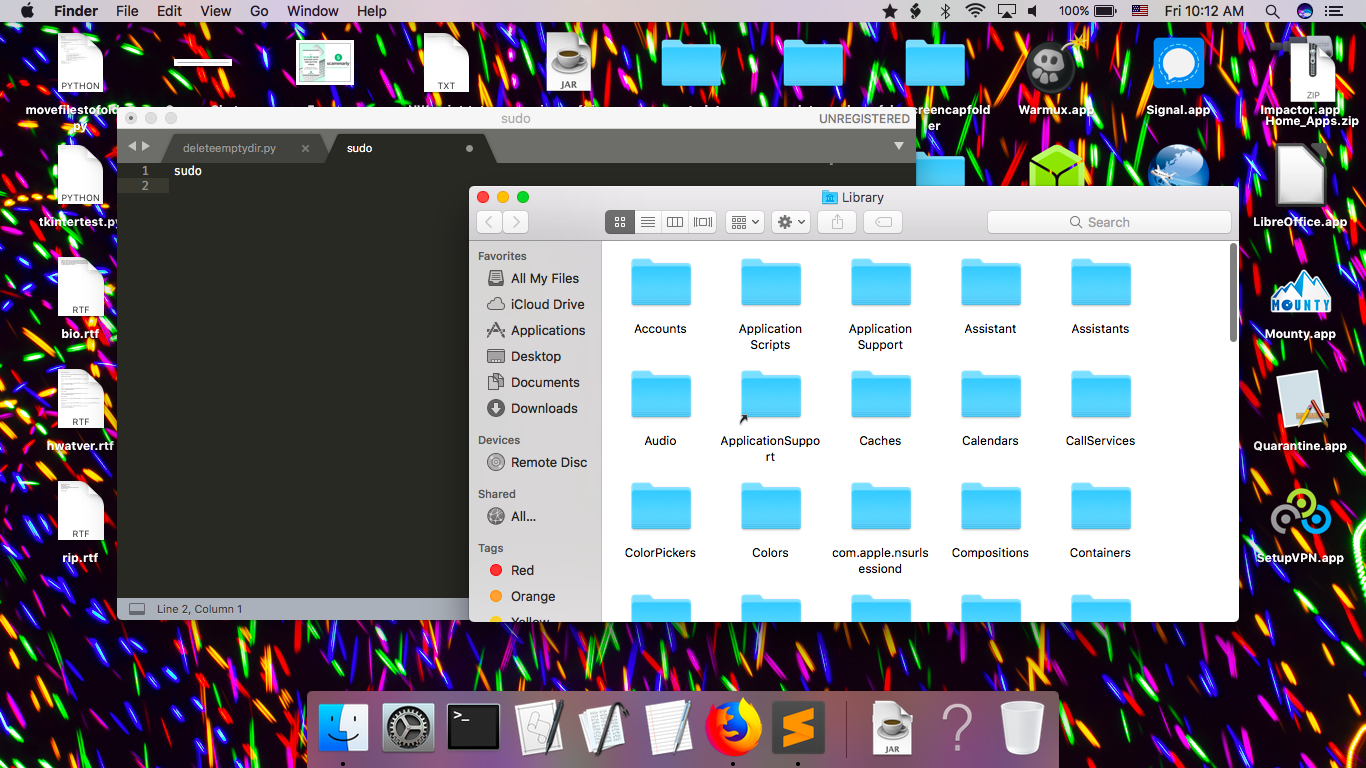 Finder File Edit View Go Window Help
100% Fri 10:12 AM
PYTHON
TXT
JAR
ZIP
Warmux.app
Signal.app
Impactor.app
Home_Apps.zip
py
er
sudo
UNREGISTERED
deleteemptydir.py
sudo
1 sudo
2
Line 2, Column 1
PYTHON
tkintertest.py
RTF
bio.rtf
RTF
hwatver.rtf
RTF
rip.rtf
LibreOffice.app
MOUNTY
Mounty.app
Quarantine.app
SetupVPN.app
Library
Search
Favorites
All My Files
iCloud Drive
Applications
Desktop
Documents
Downloads
Devices
Remote Disc
Shared
All...
Tags
Red
Orange
Yellow
Accounts
Application
Scripts
Application
Support
Assistant
Assistants
Audio
ApplicationSuppo
rt
Caches
Calendars
CallServices
ColorPickers
Colors
com.apple.nsurls
essiond
Compositions
Containers
>_
JAR
?